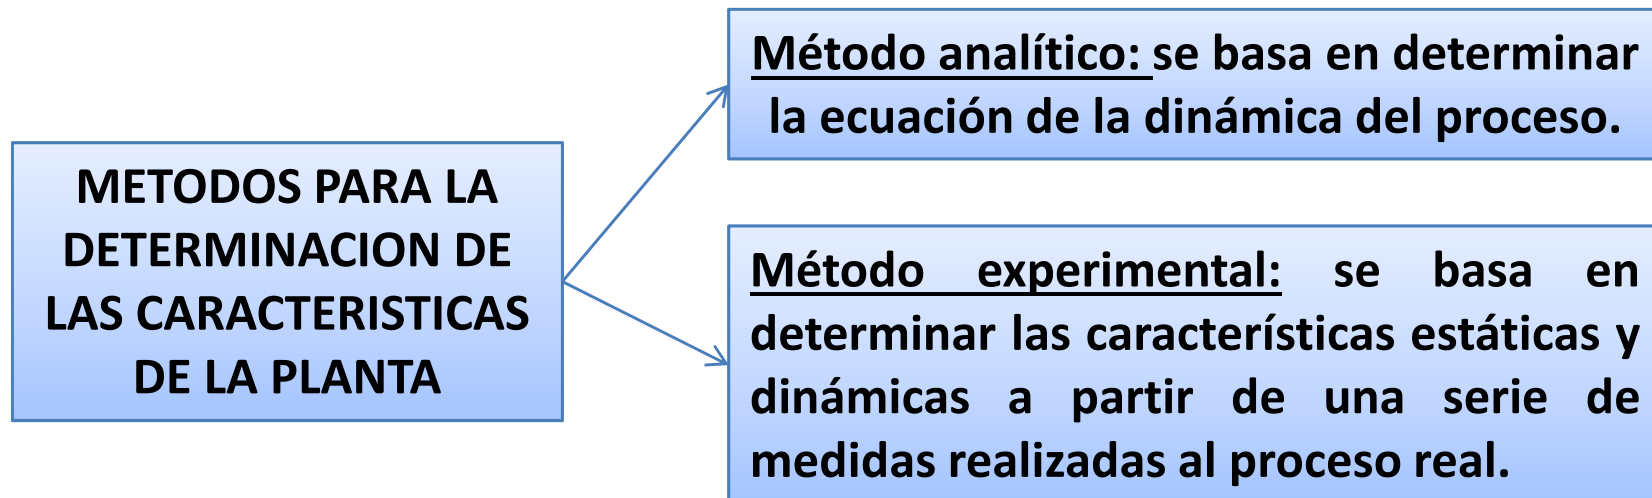 METODOS PARA LA
DETERMINACION DE
LAS CARACTERISTICAS
DE LA PLANTA
Método analítico: se basa en determinar
la ecuación de la dinámica del proceso.
Método experimental: se basa en
determinar las características estáticas y
dinámicas a partir de una serie de
medidas realizadas al proceso real.